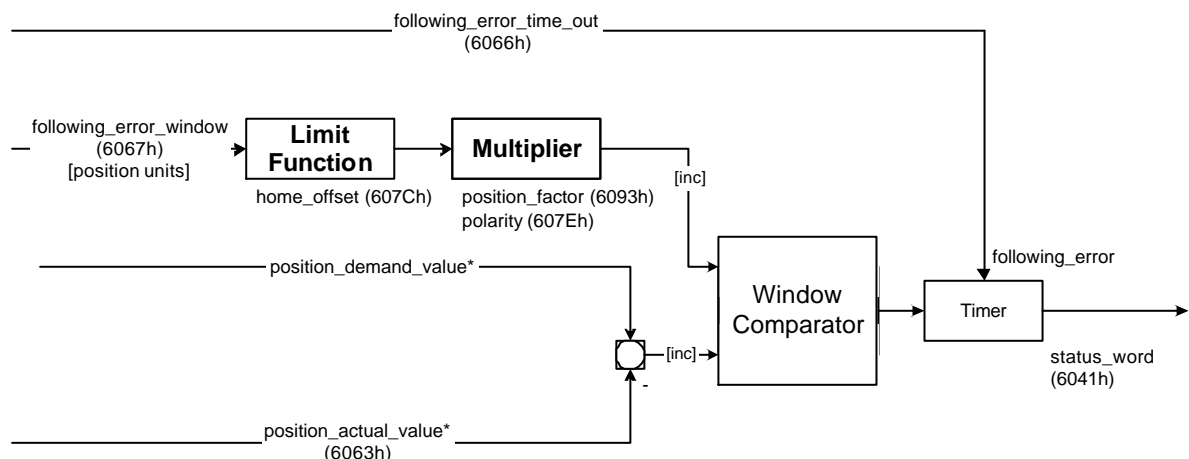 following_error_time_out
(6066h)
following_error_window
(6067h)
[position units]
Limit
Function
Multiplier
home_offset (607Ch)
position_factor (6093h)
polarity (607Eh)
[inc]
position_demand_value*
following_error
Window
Comparator
Timer
[inc]
-
status_word
(6041h)
position_actual_value*
(6063h)